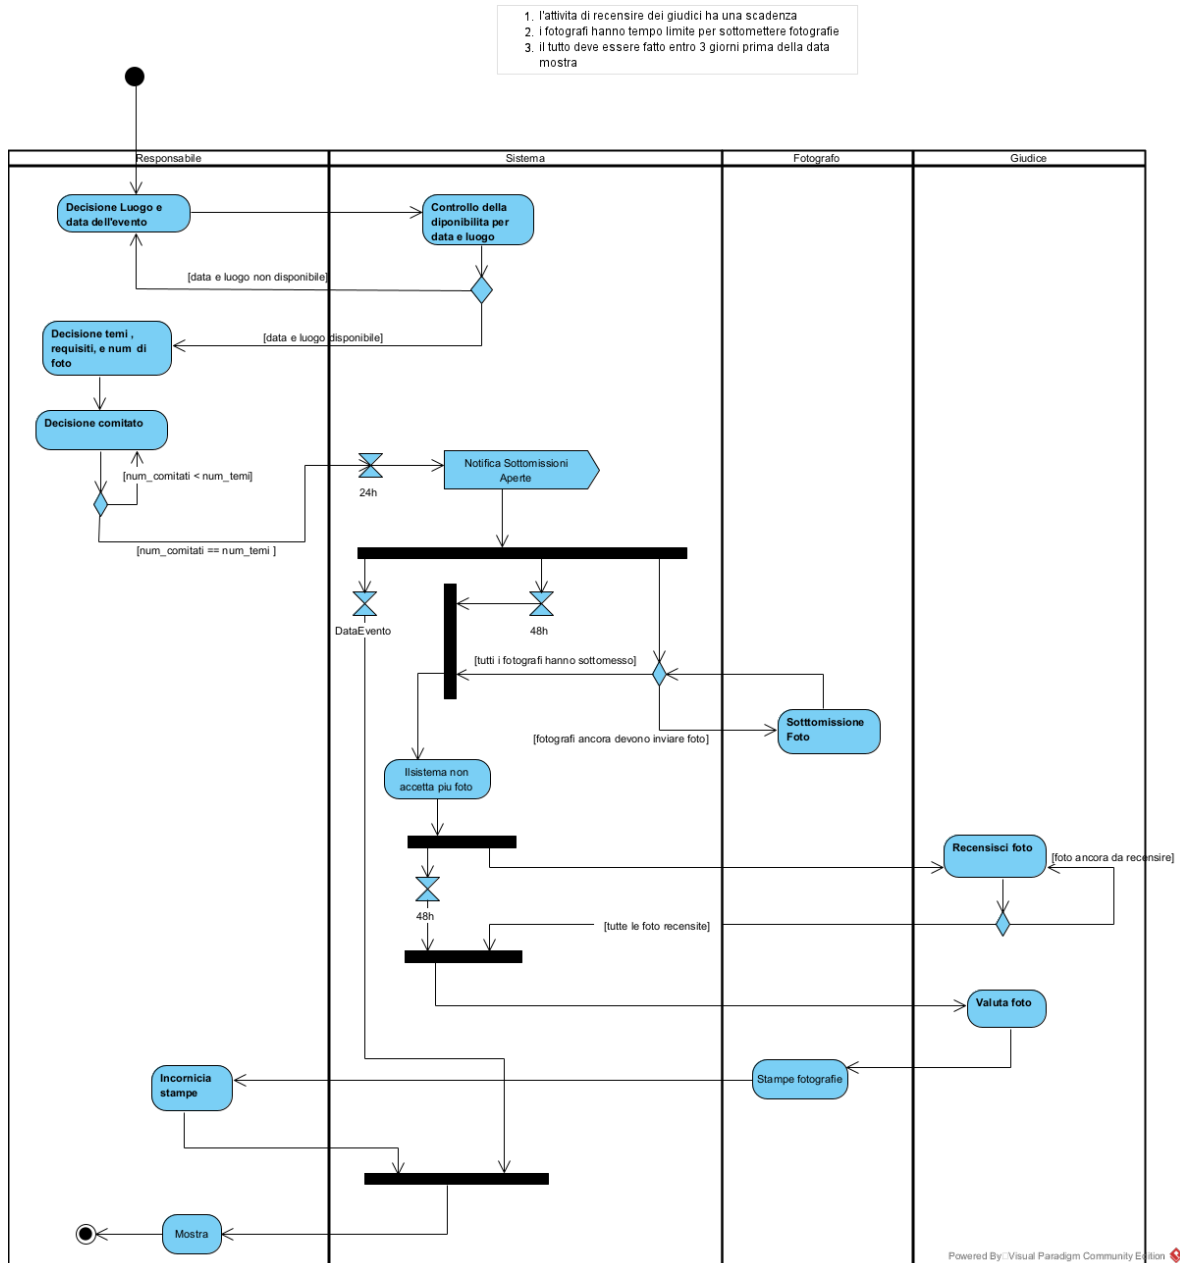 1. l'attivita di recensire dei giudici ha una scadenza
2. i fotografi hanno tempo limite per sottomettere fotografie
3. il tutto deve essere fatto entro 3 giorni prima della data
mostra
Responsabile
Sistema
Fotografo
Giudice
Decisione Luogo e
data dell'evento
Controllo della
diponibilita per
data e luogo
[data e luogo non disponibile]
[data e luogo disponibile]
Decisione temi ,
requisiti, e num di
foto
Decisione comitato
[num_comitati < num_temi]
[num_comitati == num_temi ]
24h
Notifica Sottomissioni
Aperte
DataEvento
48h
[tutti i fotografi hanno sottomesso]
[fotografi ancora devono inviare foto]
Sotttomissione
Foto
Ilsistema non
accetta piu foto
Recensisci foto
[foto ancora da recensire]
48h
[tutte le foto recensite]
Valuta foto
Stampe fotografie
Incornicia
stampe
Mostra
Powered By Visual Paradigm Community Edition